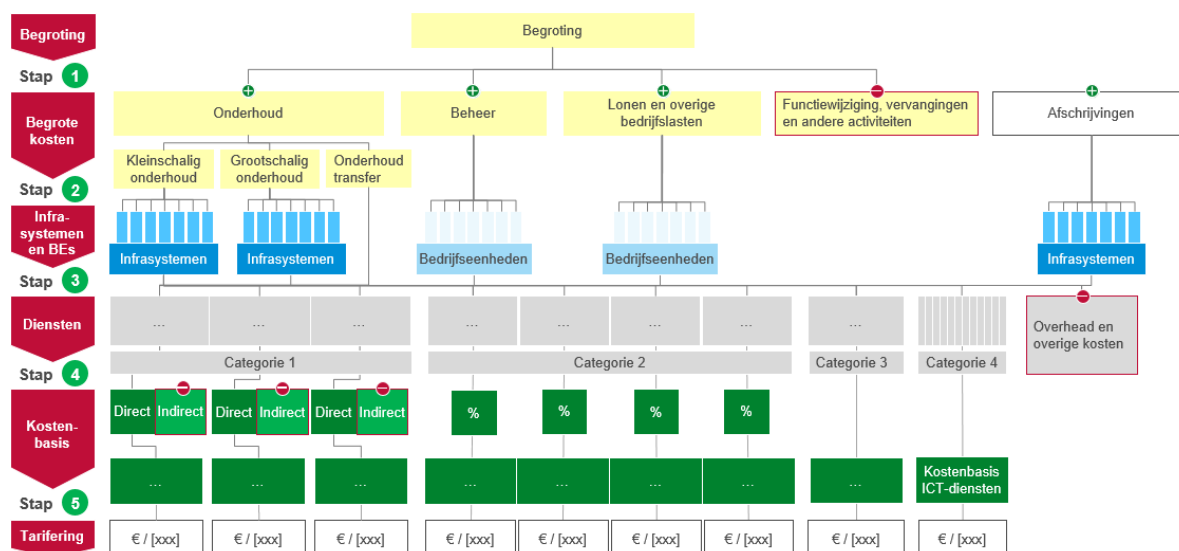 Begroting
Begroting
Stap 1
Begrote
kosten
Onderhoud
Beheer
Lonen en overige
bedrijfslasten
Functiewijziging, vervangingen
en andere activiteiten
Afschrijvingen
Kleinschalig
onderhoud
Grootschalig
onderhoud
Onderhoud
transfer
Stap 2
Infra-
systemen
en BEs
Infrasystemen
Infrasystemen
Bedrijfseenheden
Bedrijfseenheden
Infrasystemen
Stap 3
Diensten
...
...
...
...
...
...
...
...
Overhead en
overige kosten
Categorie 1
Categorie 2
Categorie 3
Categorie 4
Stap 4
Kosten-
basis
Direct
Indirect
Direct
Indirect
Direct
Indirect
%
%
%
%
...
...
...
...
...
...
...
...
Kostenbasis
ICT-diensten
Stap 5
Tarifering
€ / [xxx]
€ / [xxx]
€ / [xxx]
€ / [xxx]
€ / [xxx]
€ / [xxx]
€ / [xxx]
€ / [xxx]
€ / [xxx]